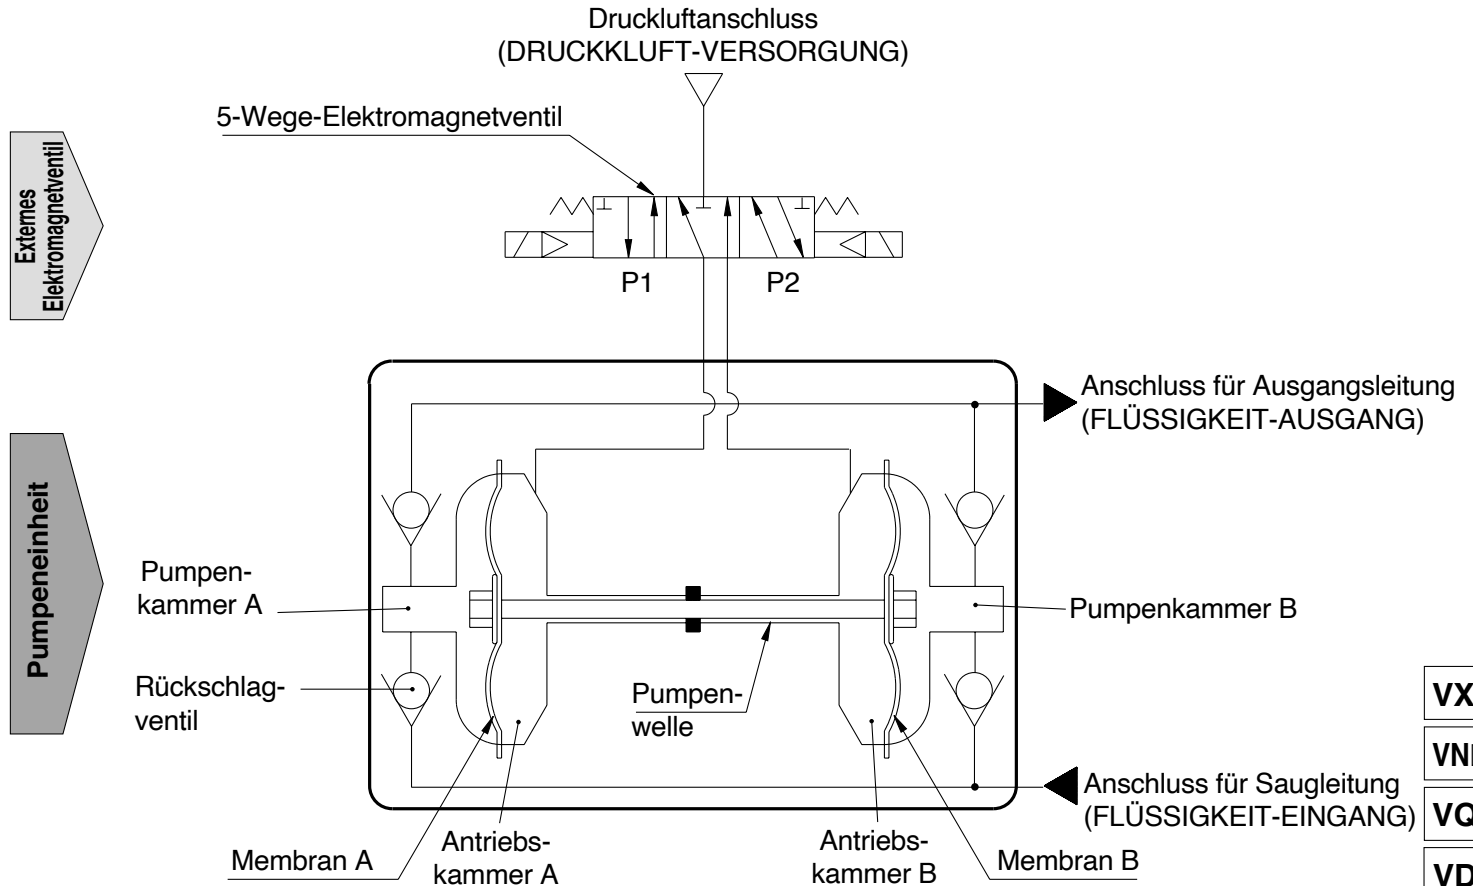 Druckluftanschluss
(DRUCKKLUFT-VERSORGUNG)
5-Wege-Elektromagnetventil
Externes
Elektromagnetventil
P1
P2
Anschluss für Ausgangsleitung
(FLÜSSIGKEIT-AUSGANG)
Pumpeneinheit
Pumpen-
kammer A
Pumpenkammer B
Rückschlag-
ventil
Pumpen-
welle
VX
VN
Anschluss für Saugleitung
(FLÜSSIGKEIT-EINGANG)
VQ
Membran A
Antriebs-
kammer A
Antriebs-
kammer B
Membran B
VD